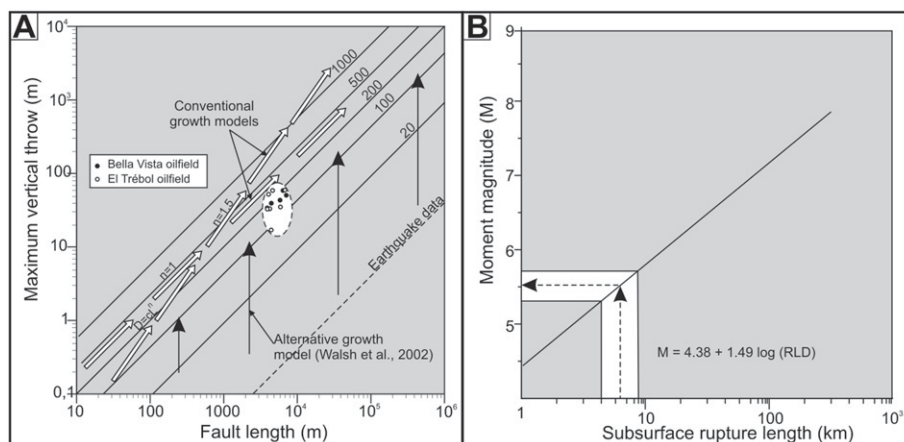 A
Maximum vertical throw (m)
10⁴
10³
100
10
1
0,1
10
100
1000
10⁴
10⁵
10⁶
Fault length (m)
Conventional
growth models
Bella Vista oilfield
El Trébol oilfield
1000
500
200
100
20
n=1.5
n=1
D=cLⁿ
Earthquake data
Alternative growth
model (Walsh et al., 2002)
B
Moment magnitude (M)
9
8
7
6
5
1
10
100
10³
Subsurface rupture length (km)
M = 4.38 + 1.49 log (RLD)